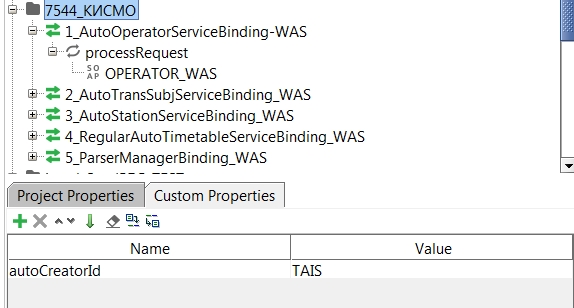 7544_КИСМО
1_AutoOperatorServiceBinding-WAS
processRequest
SO AP OPERATOR_WAS
2_AutoTransSubjServiceBinding_WAS
3_AutoStationServiceBinding_WAS
4_RegularAutoTimetableServiceBinding_WAS
5_ParserManagerBinding_WAS
Project Properties Custom Properties
Name Value
autoCreatorId TAIS